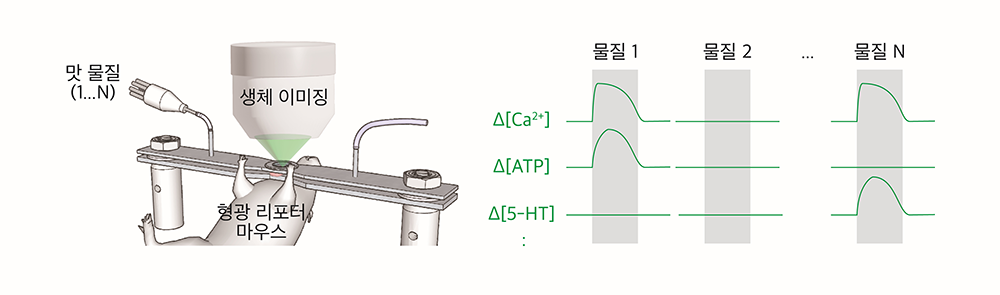 맛 물질
(1...N)
생체 이미징
형광 리포터
마우스
물질 1
물질 2
...
물질 N
Δ[Ca²⁺]
Δ[ATP]
Δ[5-HT]
: